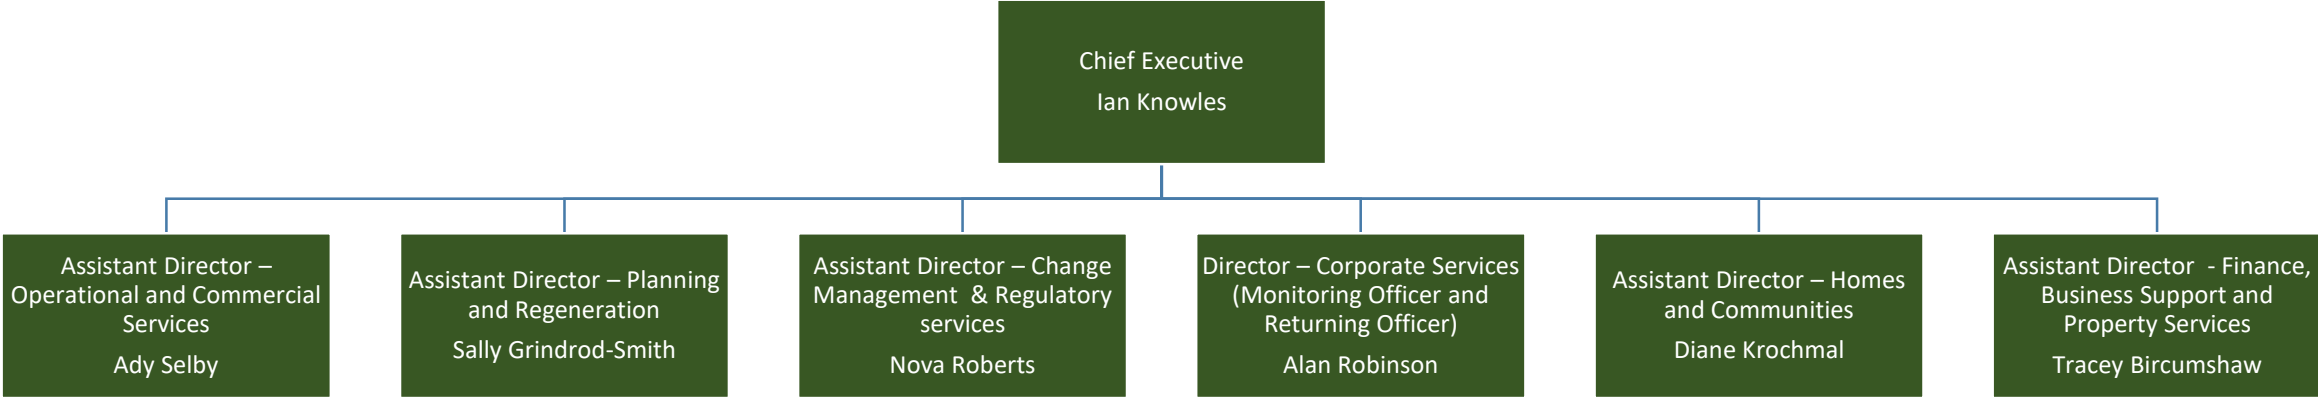 Chief Executive
Ian Knowles
Assistant Director –
Operational and Commercial
Services
Ady Selby
Assistant Director – Planning
and Regeneration
Sally Grindrod-Smith
Assistant Director – Change
Management & Regulatory
services
Nova Roberts
Director – Corporate Services
(Monitoring Officer and
Returning Officer)
Alan Robinson
Assistant Director – Homes
and Communities
Diane Krochmal
Assistant Director - Finance,
Business Support and
Property Services
Tracey Bircumshaw